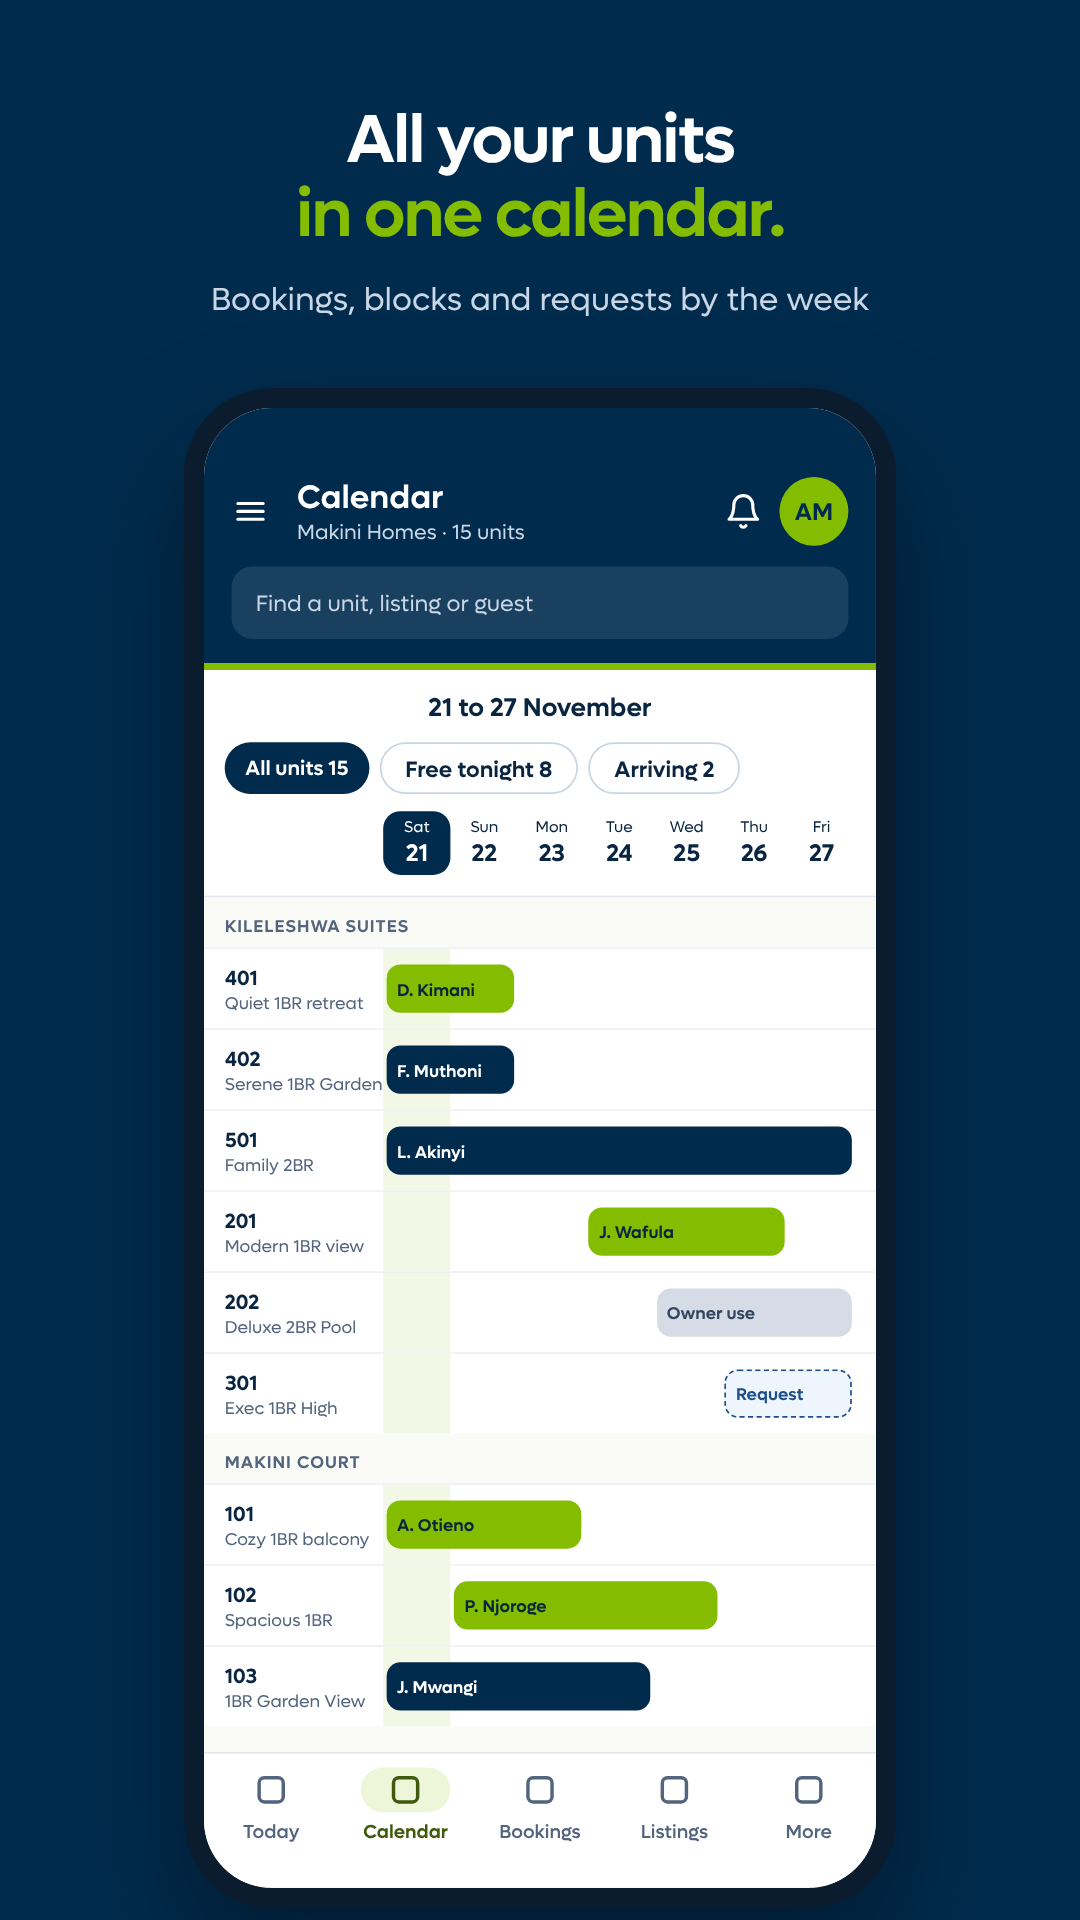 All your units
in one calendar.
Bookings, blocks and requests by the week
Calendar
Makini Homes · 15 units
AM
Find a unit, listing or guest
21 to 27 November
All units 15
Free tonight 8
Arriving 2
Sat Sun Mon Tue Wed Thu Fri
21 22 23 24 25 26 27
KILELESHWA SUITES
401
Quiet 1BR retreat
D. Kimani
402
Serene 1BR Garden
F. Muthoni
501
Family 2BR
L. Akinyi
201
Modern 1BR view
J. Wafula
202
Deluxe 2BR Pool
Owner use
301
Exec 1BR High
Request
MAKINI COURT
101
Cozy 1BR balcony
A. Otieno
102
Spacious 1BR
P. Njoroge
103
1BR Garden View
J. Mwangi
Today Calendar Bookings Listings More